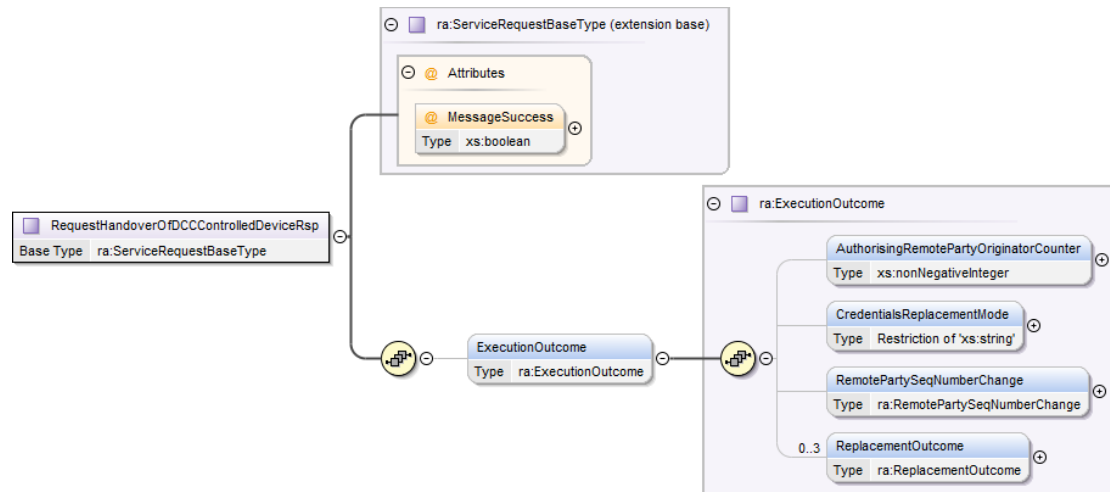 ra:ServiceRequestBaseType (extension base)
@ Attributes
@ MessageSuccess
Type xs:boolean
RequestHandoverOfDCCControlledDeviceRsp
Base Type ra:ServiceRequestBaseType
ExecutionOutcome
Type ra:ExecutionOutcome
ra:ExecutionOutcome
AuthorisingRemotePartyOriginatorCounter
Type xs:nonNegativeInteger
CredentialsReplacementMode
Type Restriction of 'xs:string'
RemotePartySeqNumberChange
Type ra:RemotePartySeqNumberChange
0..3
ReplacementOutcome
Type ra:ReplacementOutcome